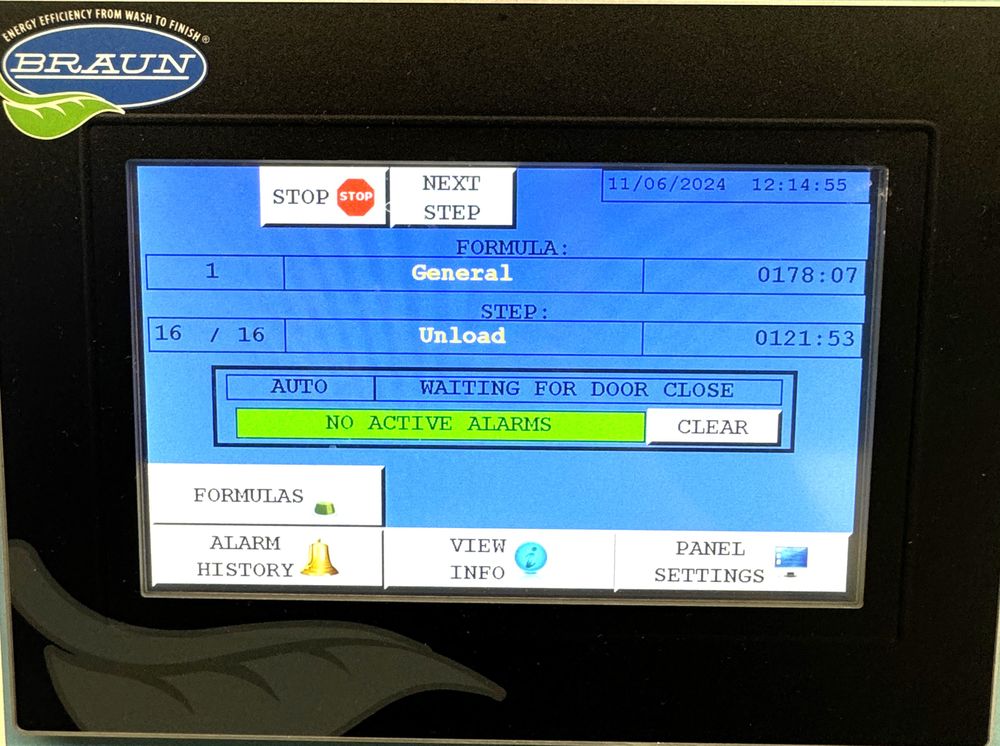 ENERGY EFFICIENCY FROM WASH TO FINISH®
BRAUN
STOP STOP
NEXT
STEP
11/06/2024 12:14:55
FORMULA:
1 General 0178:07
STEP:
16 / 16 Unload 0121:53
AUTO WAITING FOR DOOR CLOSE
NO ACTIVE ALARMS CLEAR
FORMULAS
ALARM
HISTORY
VIEW
INFO
PANEL
SETTINGS